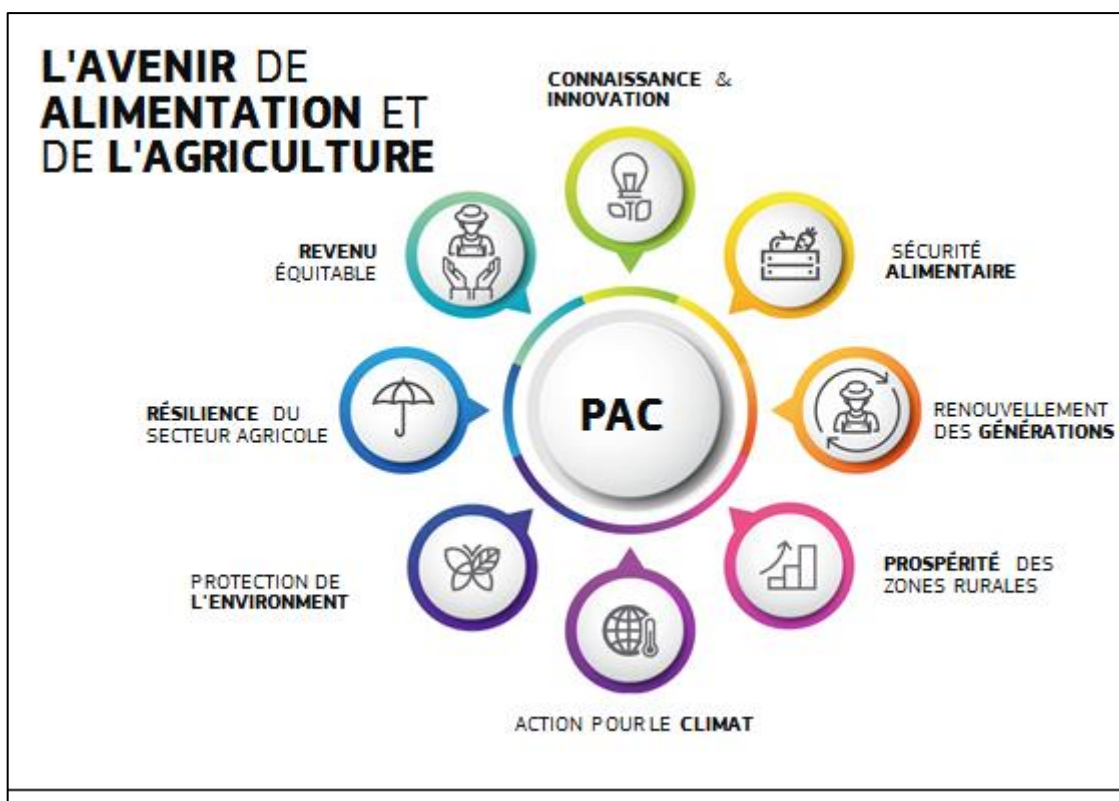 L'AVENIR DE
ALIMENTATION ET
DE L'AGRICULTURE
CONNAISSANCE &
INNOVATION
SÉCURITÉ
ALIMENTAIRE
RENOUVELLEMENT
DES GÉNÉRATIONS
PROSPÉRITÉ DES
ZONES RURALES
ACTION POUR LE CLIMAT
PROTECTION DE
L'ENVIRONMENT
RÉSILIENCE DU
SECTEUR AGRICOLE
REVENU
ÉQUITABLE
PAC